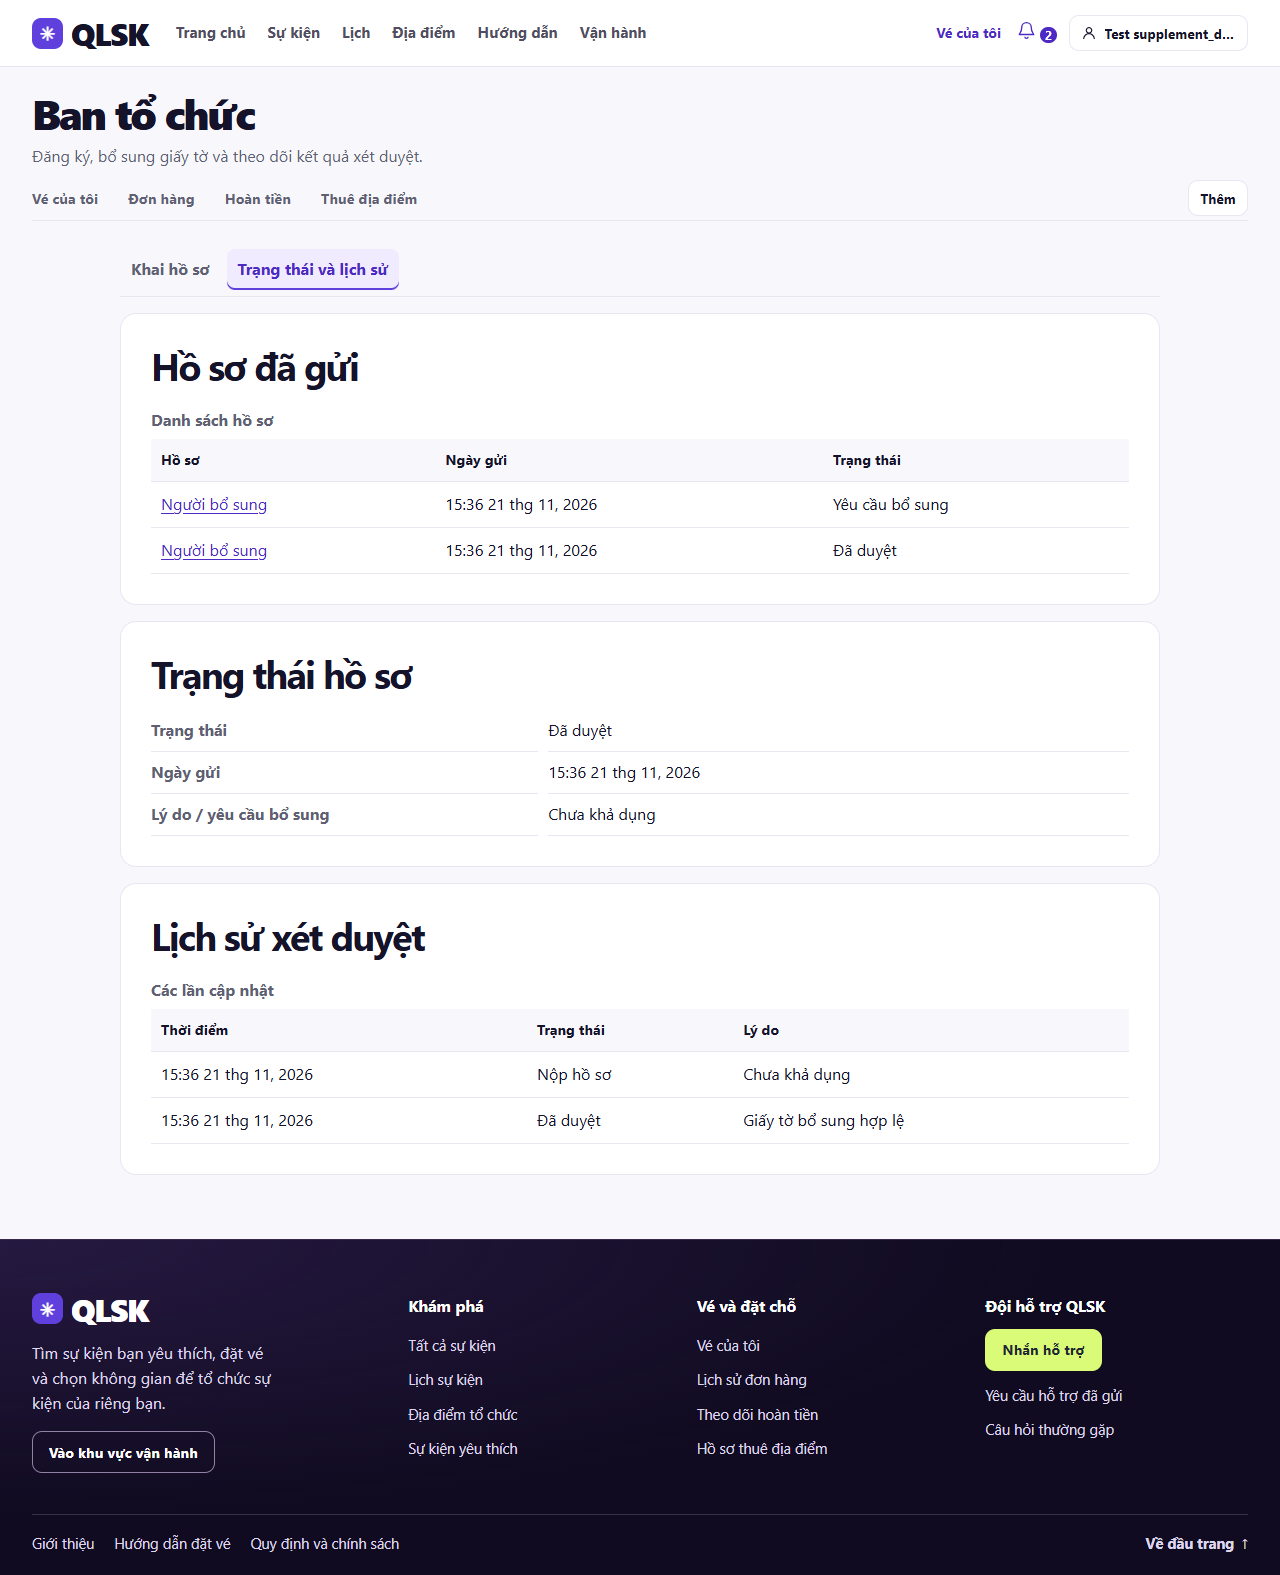 QLSK
Trang chủ
Sự kiện
Lịch
Địa điểm
Hướng dẫn
Vận hành
Vé của tôi
2
Test supplement_d...
Ban tổ chức
Đăng ký, bổ sung giấy tờ và theo dõi kết quả xét duyệt.
Vé của tôi
Đơn hàng
Hoàn tiền
Thuê địa điểm
Thêm
Khai hồ sơ
Trạng thái và lịch sử
Hồ sơ đã gửi
Danh sách hồ sơ
Hồ sơ
Ngày gửi
Trạng thái
Người bổ sung
15:36 21 thg 11, 2026
Yêu cầu bổ sung
Người bổ sung
15:36 21 thg 11, 2026
Đã duyệt
Trạng thái hồ sơ
Trạng thái
Đã duyệt
Ngày gửi
15:36 21 thg 11, 2026
Lý do / yêu cầu bổ sung
Chưa khả dụng
Lịch sử xét duyệt
Các lần cập nhật
Thời điểm
Trạng thái
Lý do
15:36 21 thg 11, 2026
Nộp hồ sơ
Chưa khả dụng
15:36 21 thg 11, 2026
Đã duyệt
Giấy tờ bổ sung hợp lệ
QLSK
Tìm sự kiện bạn yêu thích, đặt vé
và chọn không gian để tổ chức sự
kiện của riêng bạn.
Vào khu vực vận hành
Khám phá
Tất cả sự kiện
Lịch sự kiện
Địa điểm tổ chức
Sự kiện yêu thích
Vé và đặt chỗ
Vé của tôi
Lịch sử đơn hàng
Theo dõi hoàn tiền
Hồ sơ thuê địa điểm
Đội hỗ trợ QLSK
Nhắn hỗ trợ
Yêu cầu hỗ trợ đã gửi
Câu hỏi thường gặp
Giới thiệu
Hướng dẫn đặt vé
Quy định và chính sách
Về đầu trang ↑